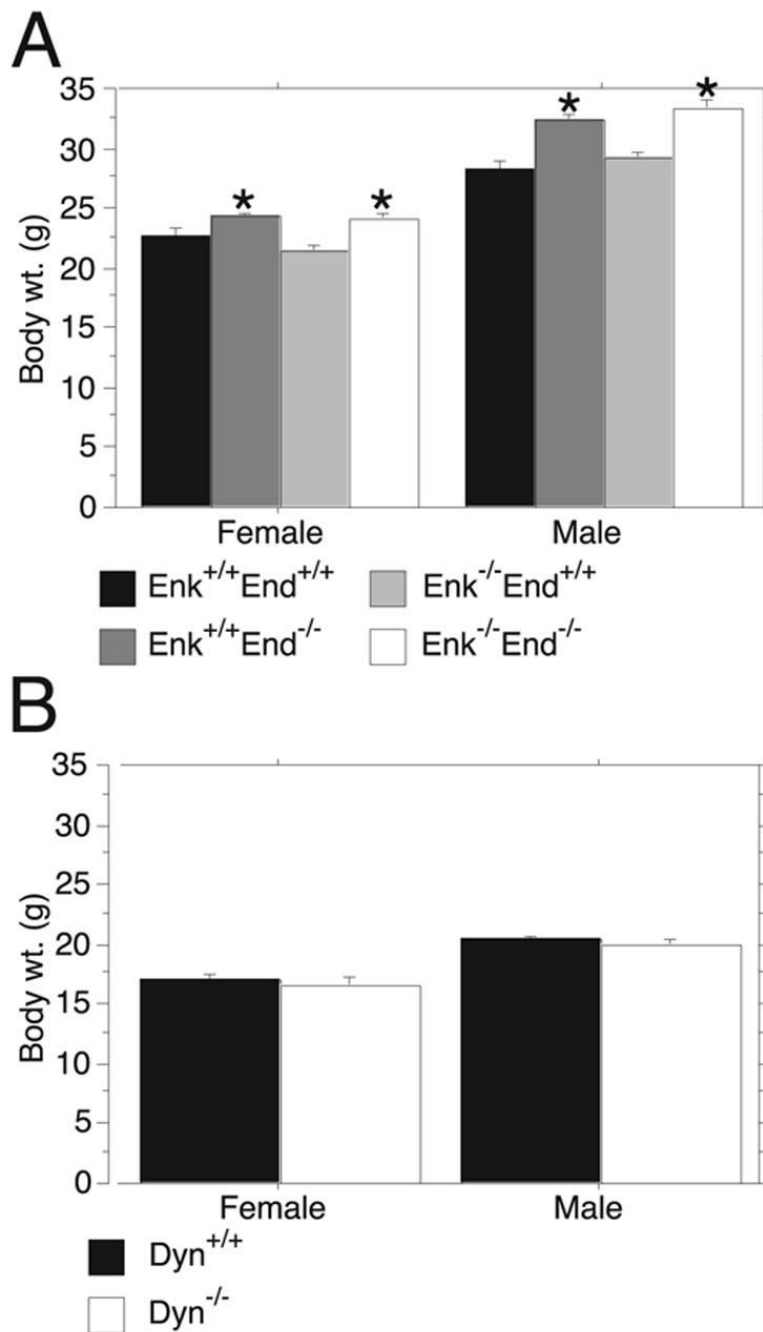 A
35
30
25
20
15
10
5
0
Body wt. (g)
* * * *
Female Male
Enk+/+End+/+ Enk-/-End+/+
Enk+/+End-/- Enk-/-End-/-
B
35
30
25
20
15
10
5
0
Body wt. (g)
Female Male
Dyn+/+
Dyn-/-